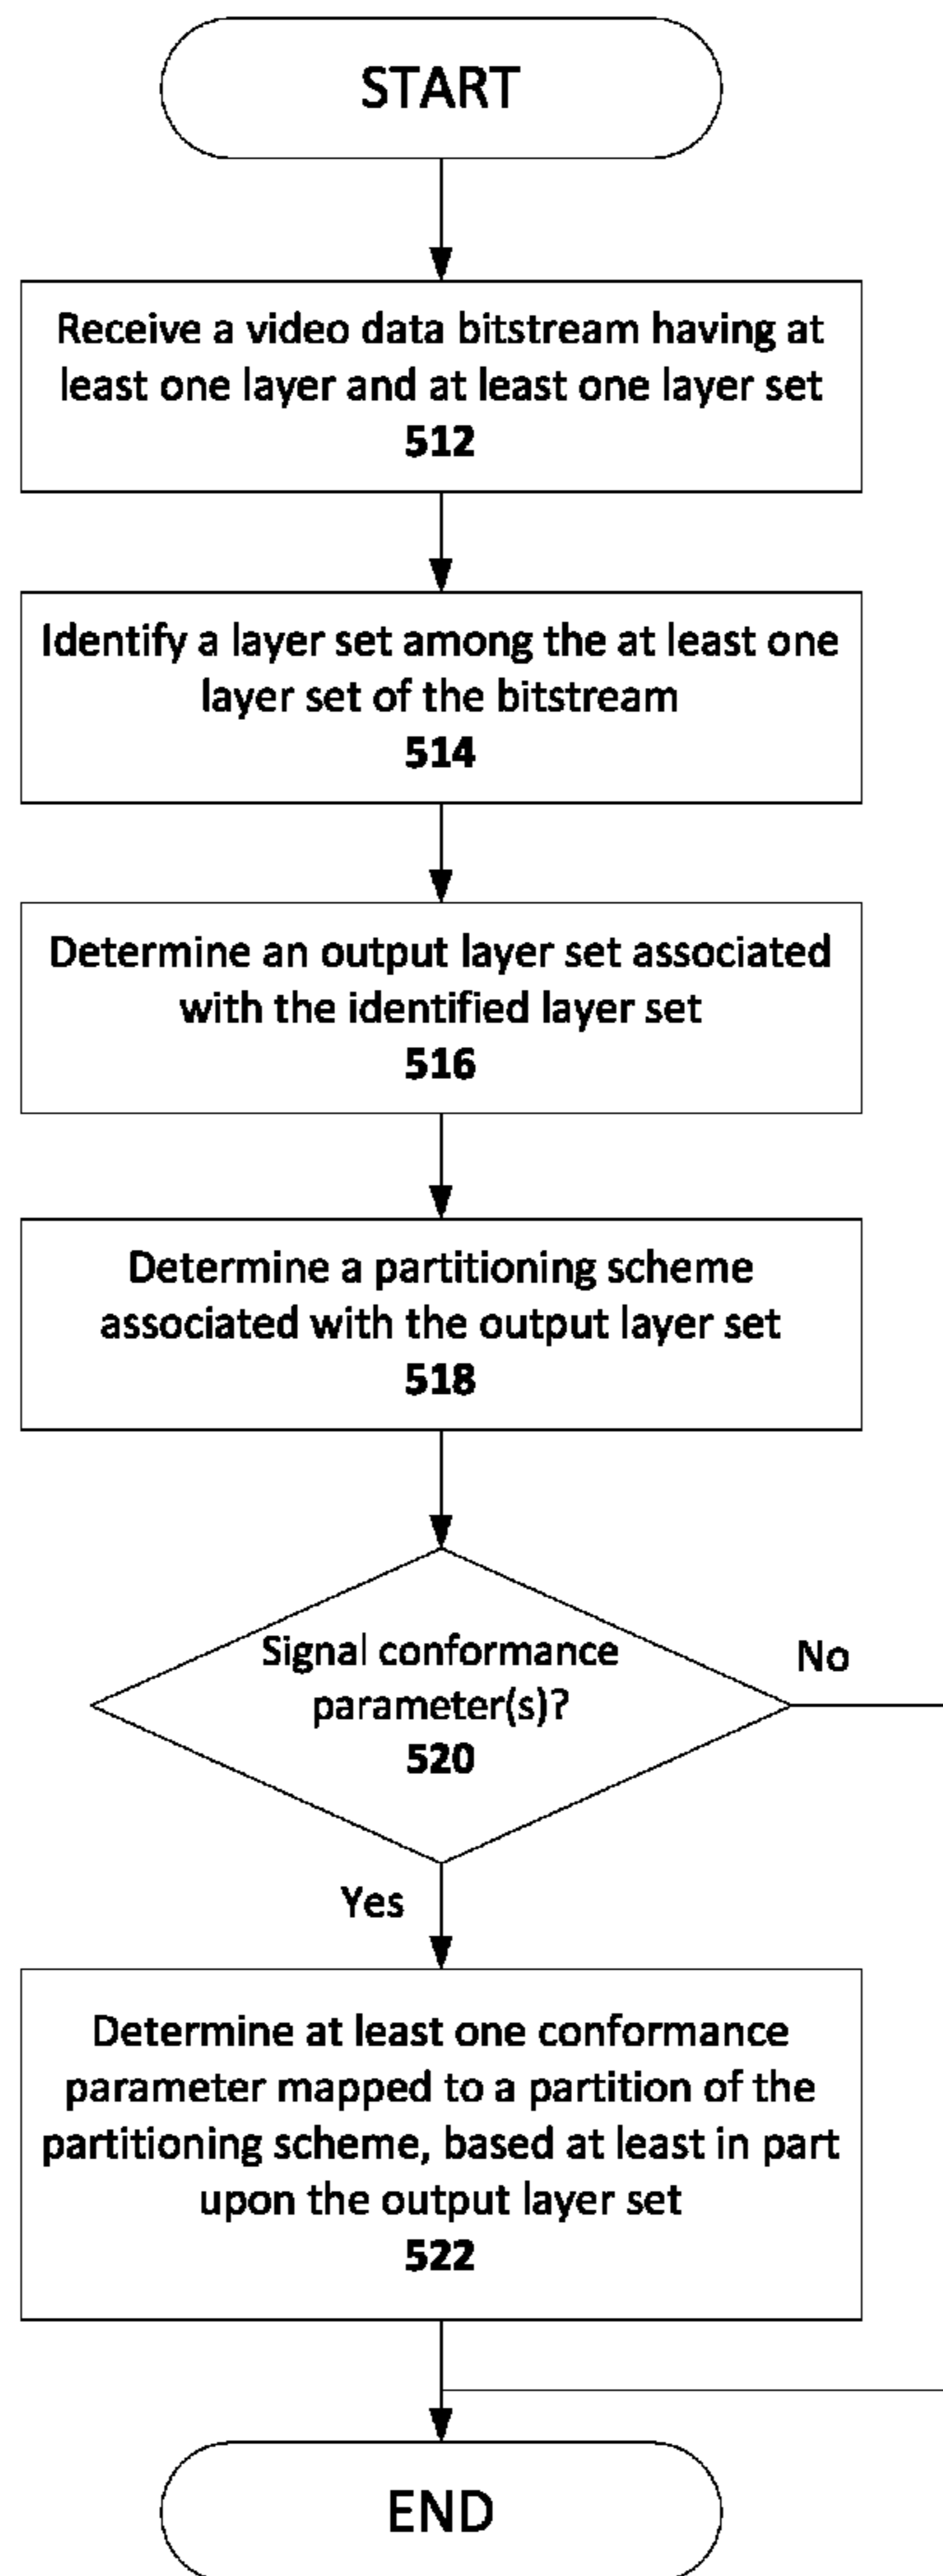 START
Receive a video data bitstream having at
least one layer and at least one layer set
512
Identify a layer set among the at least one
layer set of the bitstream
514
Determine an output layer set associated
with the identified layer set
516
Determine a partitioning scheme
associated with the output layer set
518
Signal conformance
parameter(s)?
520
No
Yes
Determine at least one conformance
parameter mapped to a partition of the
partitioning scheme, based at least in part
upon the output layer set
522
END